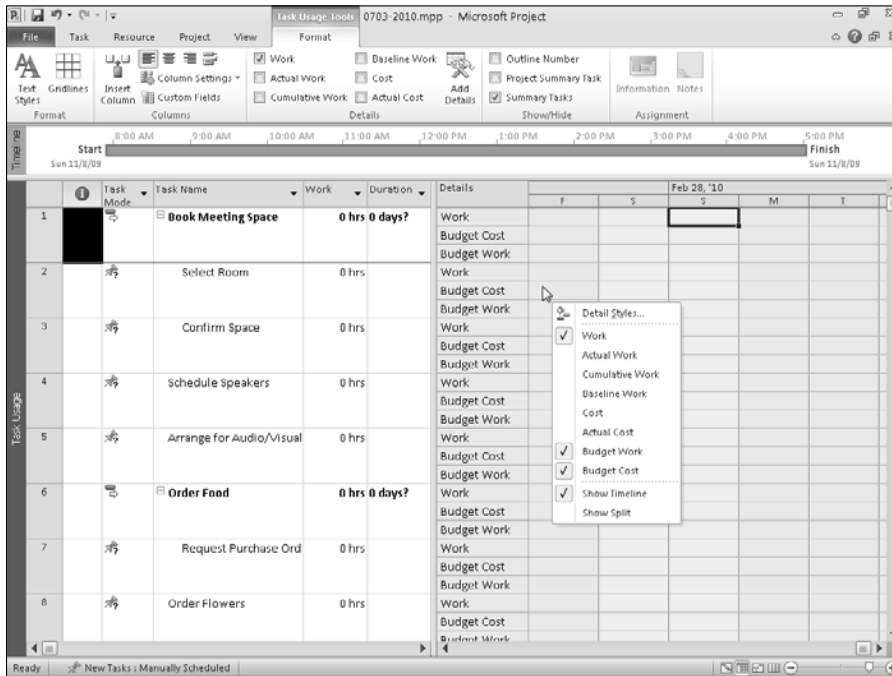 Task Usage Tools 0703-2010.mpp - Microsoft Project
File Task Resource Project View Format
Text Styles
Gridlines
Format
Insert Column
Column Settings
Custom Fields
Columns
Work
Actual Work
Cumulative Work
Baseline Work
Cost
Actual Cost
Add Details
Details
Outline Number
Project Summary Task
Summary Tasks
Show/Hide
Information Notes
Assignment
Timeline
8:00 AM 9:00 AM 10:00 AM 11:00 AM 12:00 PM 1:00 PM 2:00 PM 3:00 PM 4:00 PM 5:00 PM
Start
Sun 11/8/09
Finish
Sun 11/8/09
Task Usage
Task Mode Task Name Work Duration Details Feb 28, '10
F S S M T
1 Book Meeting Space 0 hrs 0 days? Work
Budget Cost
Budget Work
2 Select Room 0 hrs Work
Budget Cost
Budget Work
3 Confirm Space 0 hrs Work
Budget Cost
Budget Work
4 Schedule Speakers 0 hrs Work
Budget Cost
Budget Work
5 Arrange for Audio/Visual 0 hrs Work
Budget Cost
Budget Work
6 Order Food 0 hrs 0 days? Work
Budget Cost
Budget Work
7 Request Purchase Ord 0 hrs Work
Budget Cost
Budget Work
8 Order Flowers 0 hrs Work
Budget Cost
Budget Work
Detail Styles...
Work
Actual Work
Cumulative Work
Baseline Work
Cost
Actual Cost
Budget Work
Budget Cost
Show Timeline
Show Split
Ready New Tasks : Manually Scheduled